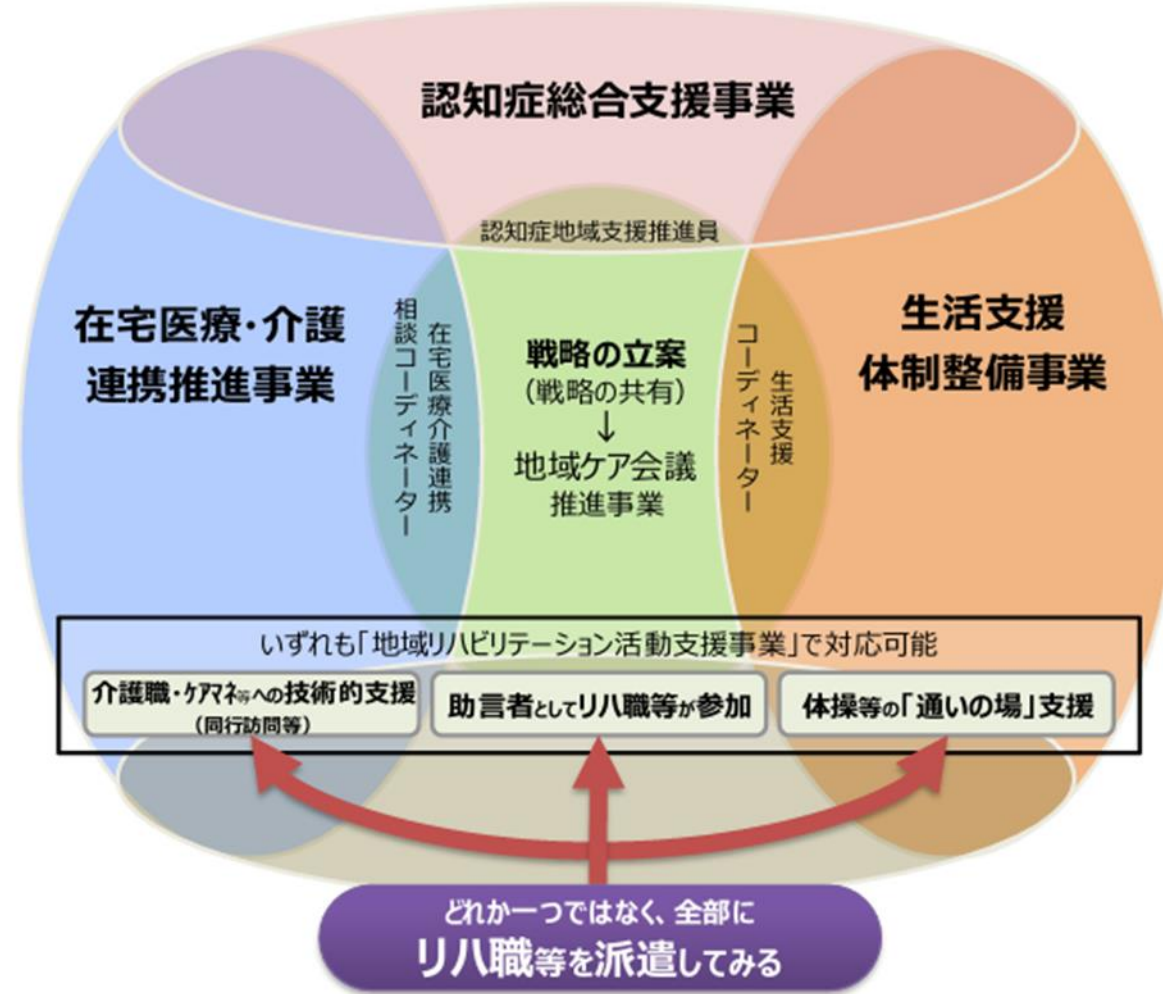 認知症総合支援事業
認知症地域支援推進員
在宅医療・介護
連携推進事業
在宅医療介護連携
相談コーディネーター
戦略の立案
(戦略の共有)
↓
地域ケア会議
推進事業
生活支援
コーディネーター
生活支援
体制整備事業
いずれも「地域リハビリテーション活動支援事業」で対応可能
介護職・ケアマネ等への技術的支援
(同行訪問等)
助言者としてリハ職等が参加
体操等の「通いの場」支援
どれか一つではなく、全部に
リハ職等を派遣してみる